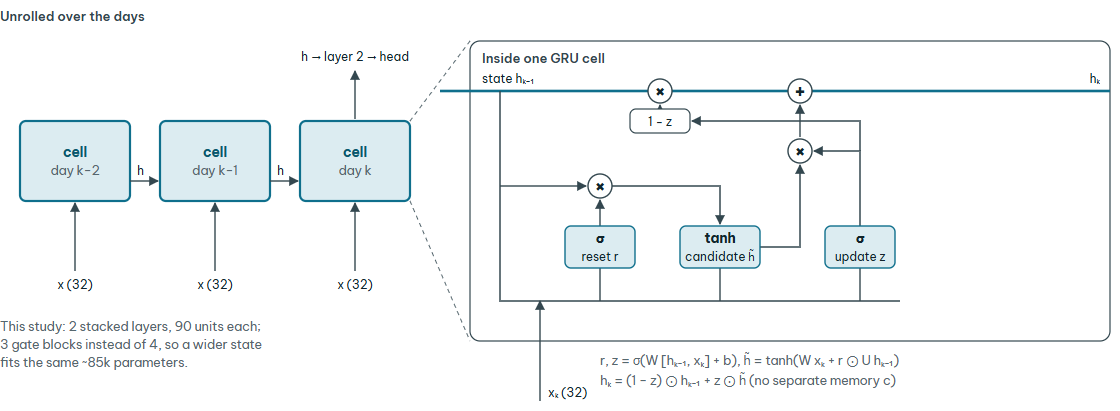 Unrolled over the days
h → layer 2 → head
cell
day k−2
h
cell
day k−1
h
cell
day k
x (32)
x (32)
x (32)
This study: 2 stacked layers, 90 units each;
3 gate blocks instead of 4, so a wider state
fits the same ~85k parameters.
Inside one GRU cell
state hₖ₋₁
hₖ
×
+
1 − z
×
×
σ
reset r
tanh
candidate h̃
σ
update z
xₖ (32)
r, z = σ(W [hₖ₋₁, xₖ] + b), h̃ = tanh(W xₖ + r ⊙ U hₖ₋₁)
hₖ = (1 − z) ⊙ hₖ₋₁ + z ⊙ h̃ (no separate memory c)